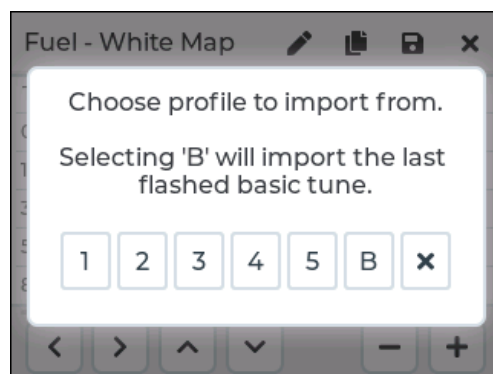 Fuel - White Map
Choose profile to import from.
Selecting 'B' will import the last
flashed basic tune.
1 2 3 4 5 B